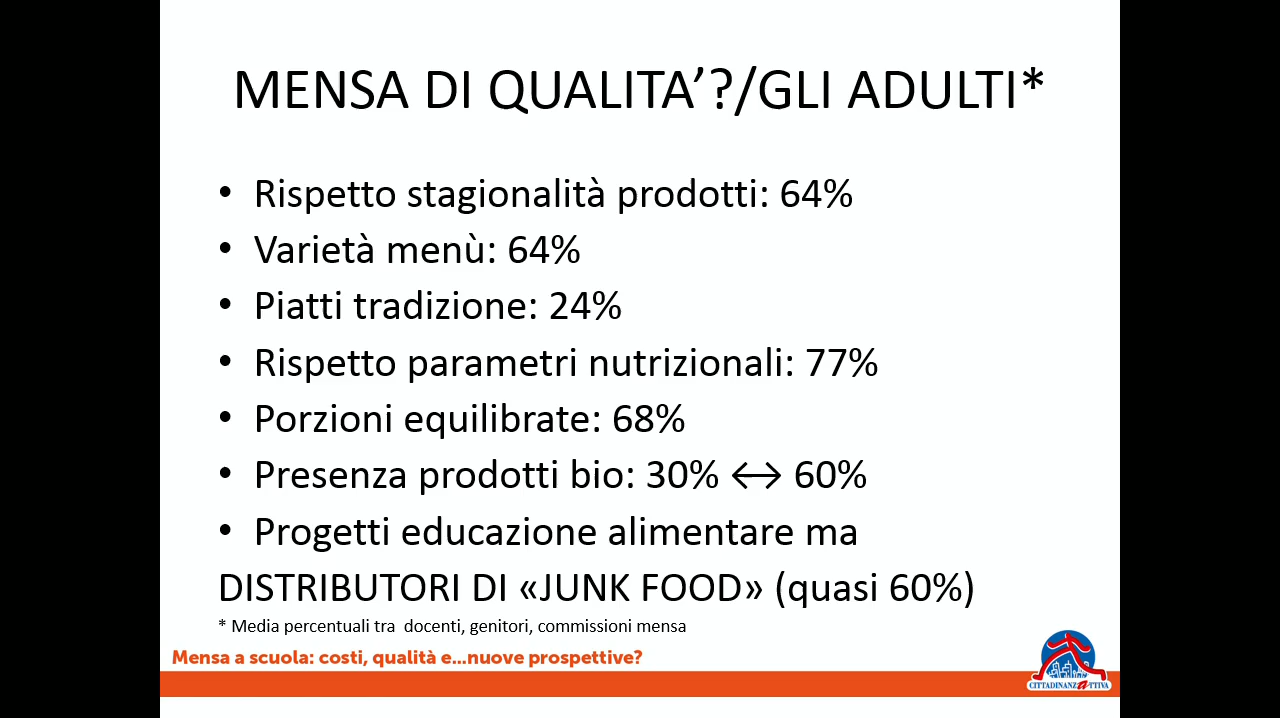 MENSA DI QUALITA’?/GLI ADULTI*
• Rispetto stagionalità prodotti: 64%
• Varietà menù: 64%
• Piatti tradizione: 24%
• Rispetto parametri nutrizionali: 77%
• Porzioni equilibrate: 68%
• Presenza prodotti bio: 30% ↔ 60%
• Progetti educazione alimentare ma
DISTRIBUTORI DI «JUNK FOOD» (quasi 60%)
* Media percentuali tra docenti, genitori, commissioni mensa
Mensa a scuola: costi, qualità e...nuove prospettive?
CITTADINANZATTIVA